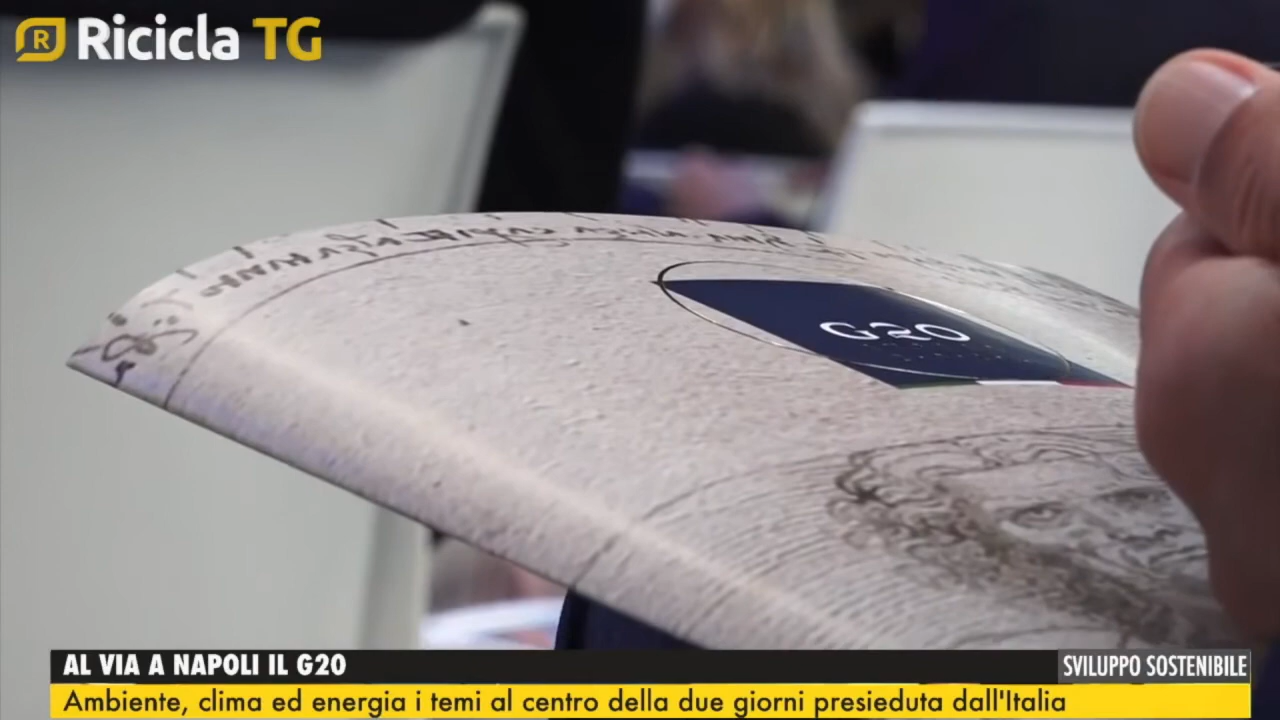 Ricicla TG
G20
AL VIA A NAPOLI IL G20
SVILUPPO SOSTENIBILE
Ambiente, clima ed energia i temi al centro della due giorni presieduta dall'Italia